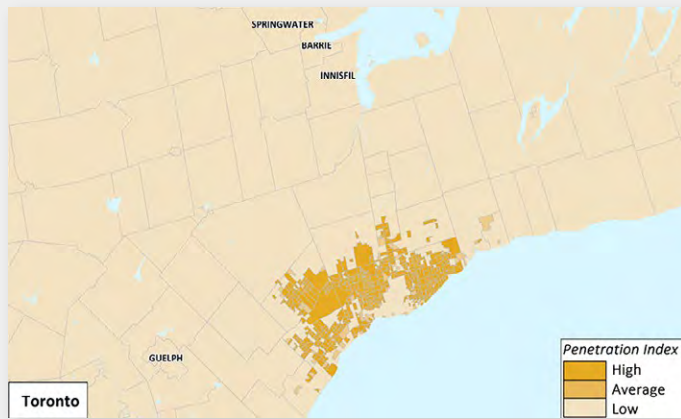 SPRINGWATER
BARRIE
INNISFIL
GUELPH
Toronto
Penetration Index
High
Average
Low